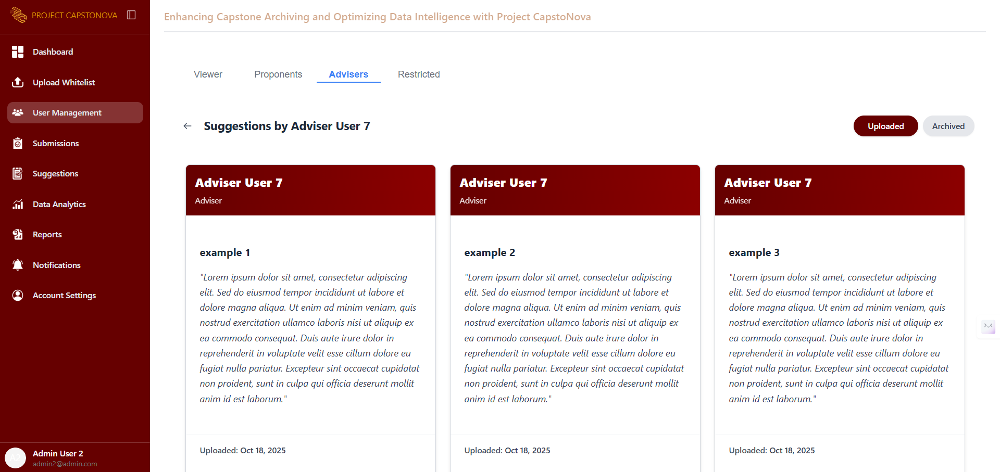 PROJECT CAPSTONOVA
Dashboard
Upload Whitelist
User Management
Submissions
Suggestions
Data Analytics
Reports
Notifications
Account Settings
A2
Admin User 2
admin2@admin.com
Enhancing Capstone Archiving and Optimizing Data Intelligence with Project CapstoNova
Viewer
Proponents
Advisers
Restricted
Suggestions by Adviser User 7
Uploaded
Archived
Adviser User 7
Adviser
example 1
"Lorem ipsum dolor sit amet, consectetur adipiscing
elit. Sed do eiusmod tempor incididunt ut labore et
dolore magna aliqua. Ut enim ad minim veniam, quis
nostrud exercitation ullamco laboris nisi ut aliquip ex
ea commodo consequat. Duis aute irure dolor in
reprehenderit in voluptate velit esse cillum dolore eu
fugiat nulla pariatur. Excepteur sint occaecat cupidatat
non proident, sunt in culpa qui officia deserunt mollit
anim id est laborum."
Uploaded: Oct 18, 2025
Adviser User 7
Adviser
example 2
"Lorem ipsum dolor sit amet, consectetur adipiscing
elit. Sed do eiusmod tempor incididunt ut labore et
dolore magna aliqua. Ut enim ad minim veniam, quis
nostrud exercitation ullamco laboris nisi ut aliquip ex
ea commodo consequat. Duis aute irure dolor in
reprehenderit in voluptate velit esse cillum dolore eu
fugiat nulla pariatur. Excepteur sint occaecat cupidatat
non proident, sunt in culpa qui officia deserunt mollit
anim id est laborum."
Uploaded: Oct 18, 2025
Adviser User 7
Adviser
example 3
"Lorem ipsum dolor sit amet, consectetur adipiscing
elit. Sed do eiusmod tempor incididunt ut labore et
dolore magna aliqua. Ut enim ad minim veniam, quis
nostrud exercitation ullamco laboris nisi ut aliquip ex
ea commodo consequat. Duis aute irure dolor in
reprehenderit in voluptate velit esse cillum dolore eu
fugiat nulla pariatur. Excepteur sint occaecat cupidatat
non proident, sunt in culpa qui officia deserunt mollit
anim id est laborum."
Uploaded: Oct 18, 2025